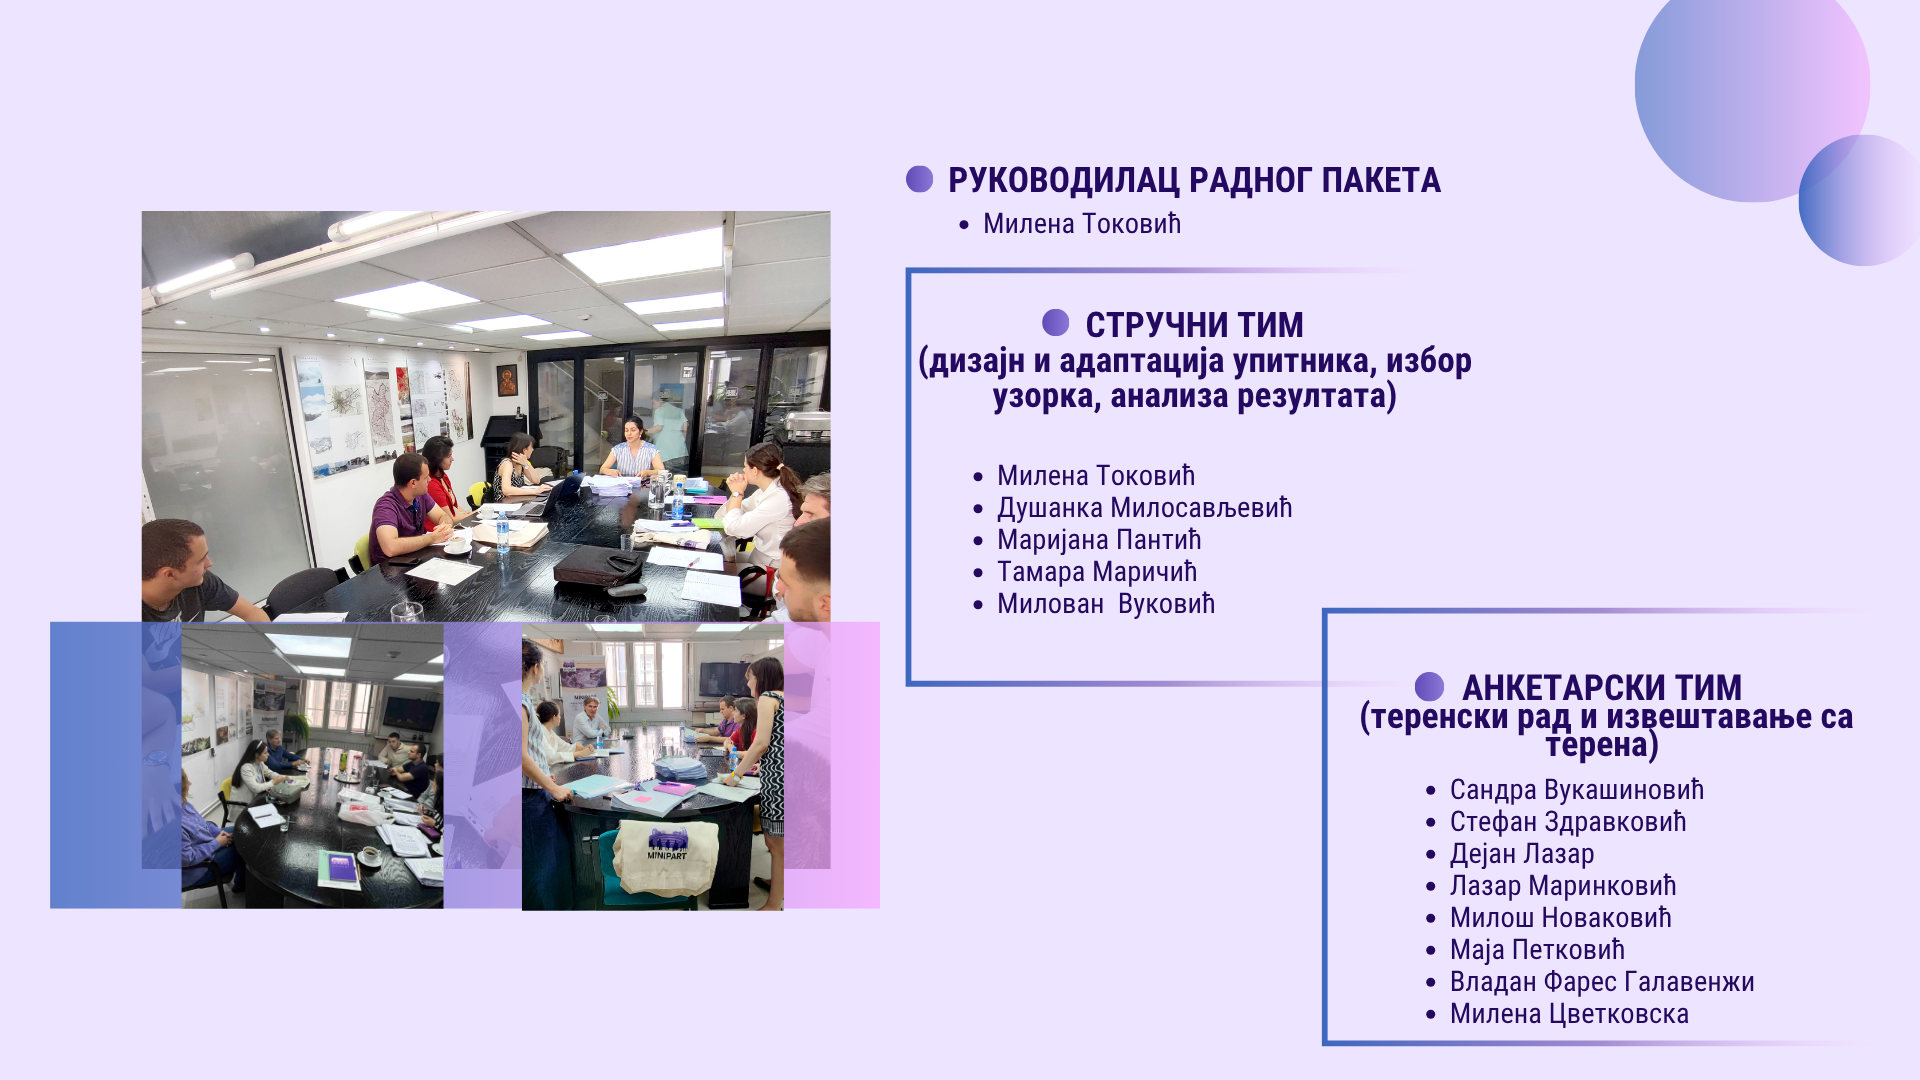 РУКОВОДИЛАЦ РАДНОГ ПАКЕТА
• Милена Токовић
СТРУЧНИ ТИМ
(дизајн и адаптација упитника, избор
узорка, анализа резултата)
• Милена Токовић
• Душанка Милосављевић
• Маријана Пантић
• Тамара Маричић
• Милован Вуковић
АНКЕТАРСКИ ТИМ
(теренски рад и извештавање са
терена)
• Сандра Вукашиновић
• Стефан Здравковић
• Дејан Лазар
• Лазар Маринковић
• Милош Новаковић
• Маја Петковић
• Владан Фарес Галавенжи
• Милена Цветковска
MINIPART